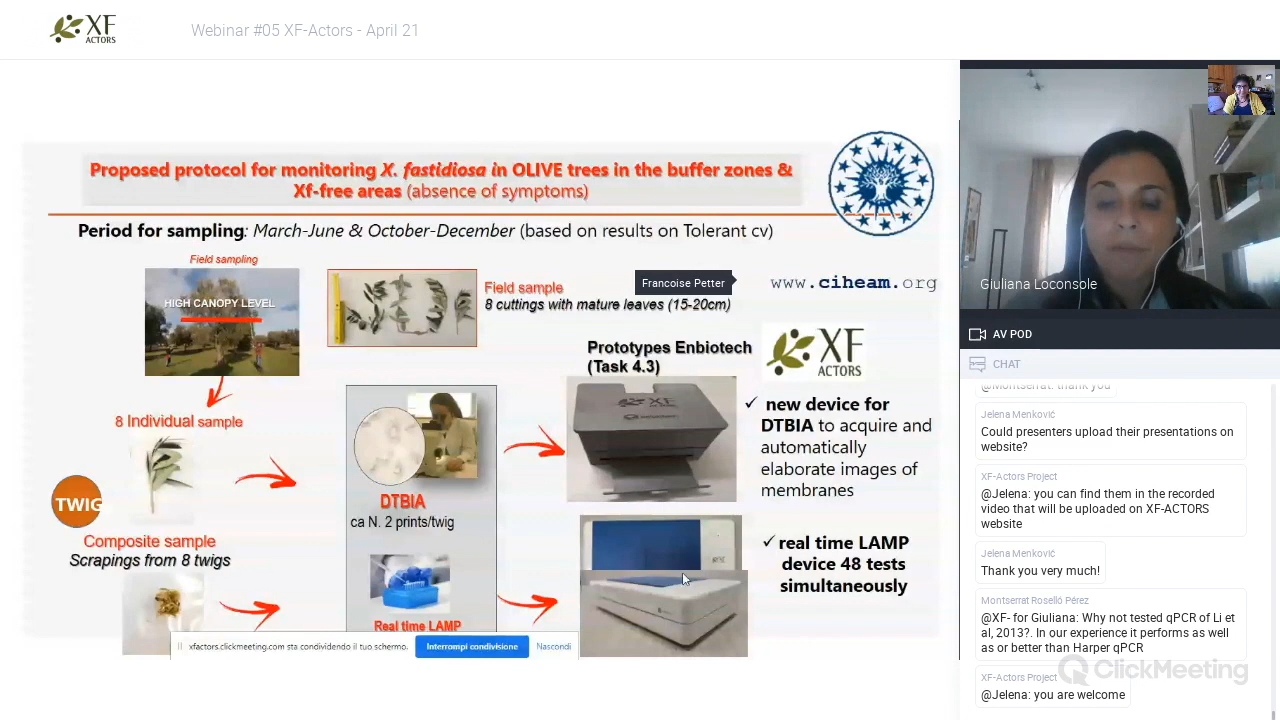 XF
ACTORS
Webinar #05 XF-Actors - April 21
Proposed protocol for monitoring X. fastidiosa in OLIVE trees in the buffer zones &
Xf-free areas (absence of symptoms)
Period for sampling: March-June & October-December (based on results on Tolerant cv)
Field sampling
HIGH CANOPY LEVEL
Field sample
8 cuttings with mature leaves (15-20cm)
Francoise Petter
www.ciheam.org
Prototypes Enbiotech
(Task 4.3)
XF
ACTORS
8 Individual sample
TWIG
Composite sample
Scrapings from 8 twigs
DTBIA
ca N. 2 prints/twig
Real time LAMP
✓ new device for
DTBIA to acquire and
automatically
elaborate images of
membranes
✓ real time LAMP
device 48 tests
simultaneously
xfactors.clickmeeting.com sta condividendo il tuo schermo.
Interrompi condivisione
Nascondi
Giuliana Loconsole
AV POD
CHAT
@Montserrat: thank you
Jelena Menković
Could presenters upload their presentations on
website?
XF-Actors Project
@Jelena: you can find them in the recorded
video that will be uploaded on XF-ACTORS
website
Jelena Menković
Thank you very much!
Montserrat Roselló Pérez
@XF- for Giuliana: Why not tested qPCR of Li et
al, 2013?. In our experience it performs as well
as or better than Harper qPCR
XF-Actors Project
@Jelena: you are welcome
ClickMeeting